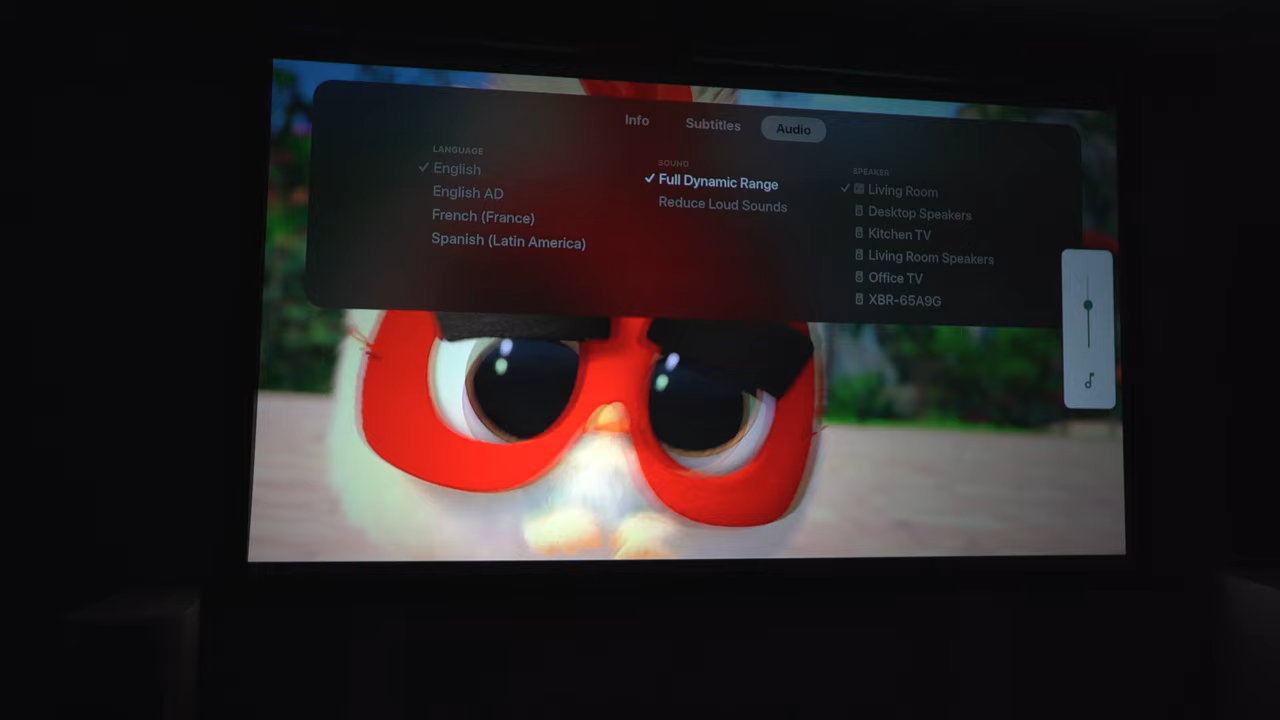 Info
Subtitles
Audio
LANGUAGE
English
English AD
French (France)
Spanish (Latin America)
SOUND
Full Dynamic Range
Reduce Loud Sounds
SPEAKER
Living Room
Desktop Speakers
Kitchen TV
Living Room Speakers
Office TV
XBR-65A9G